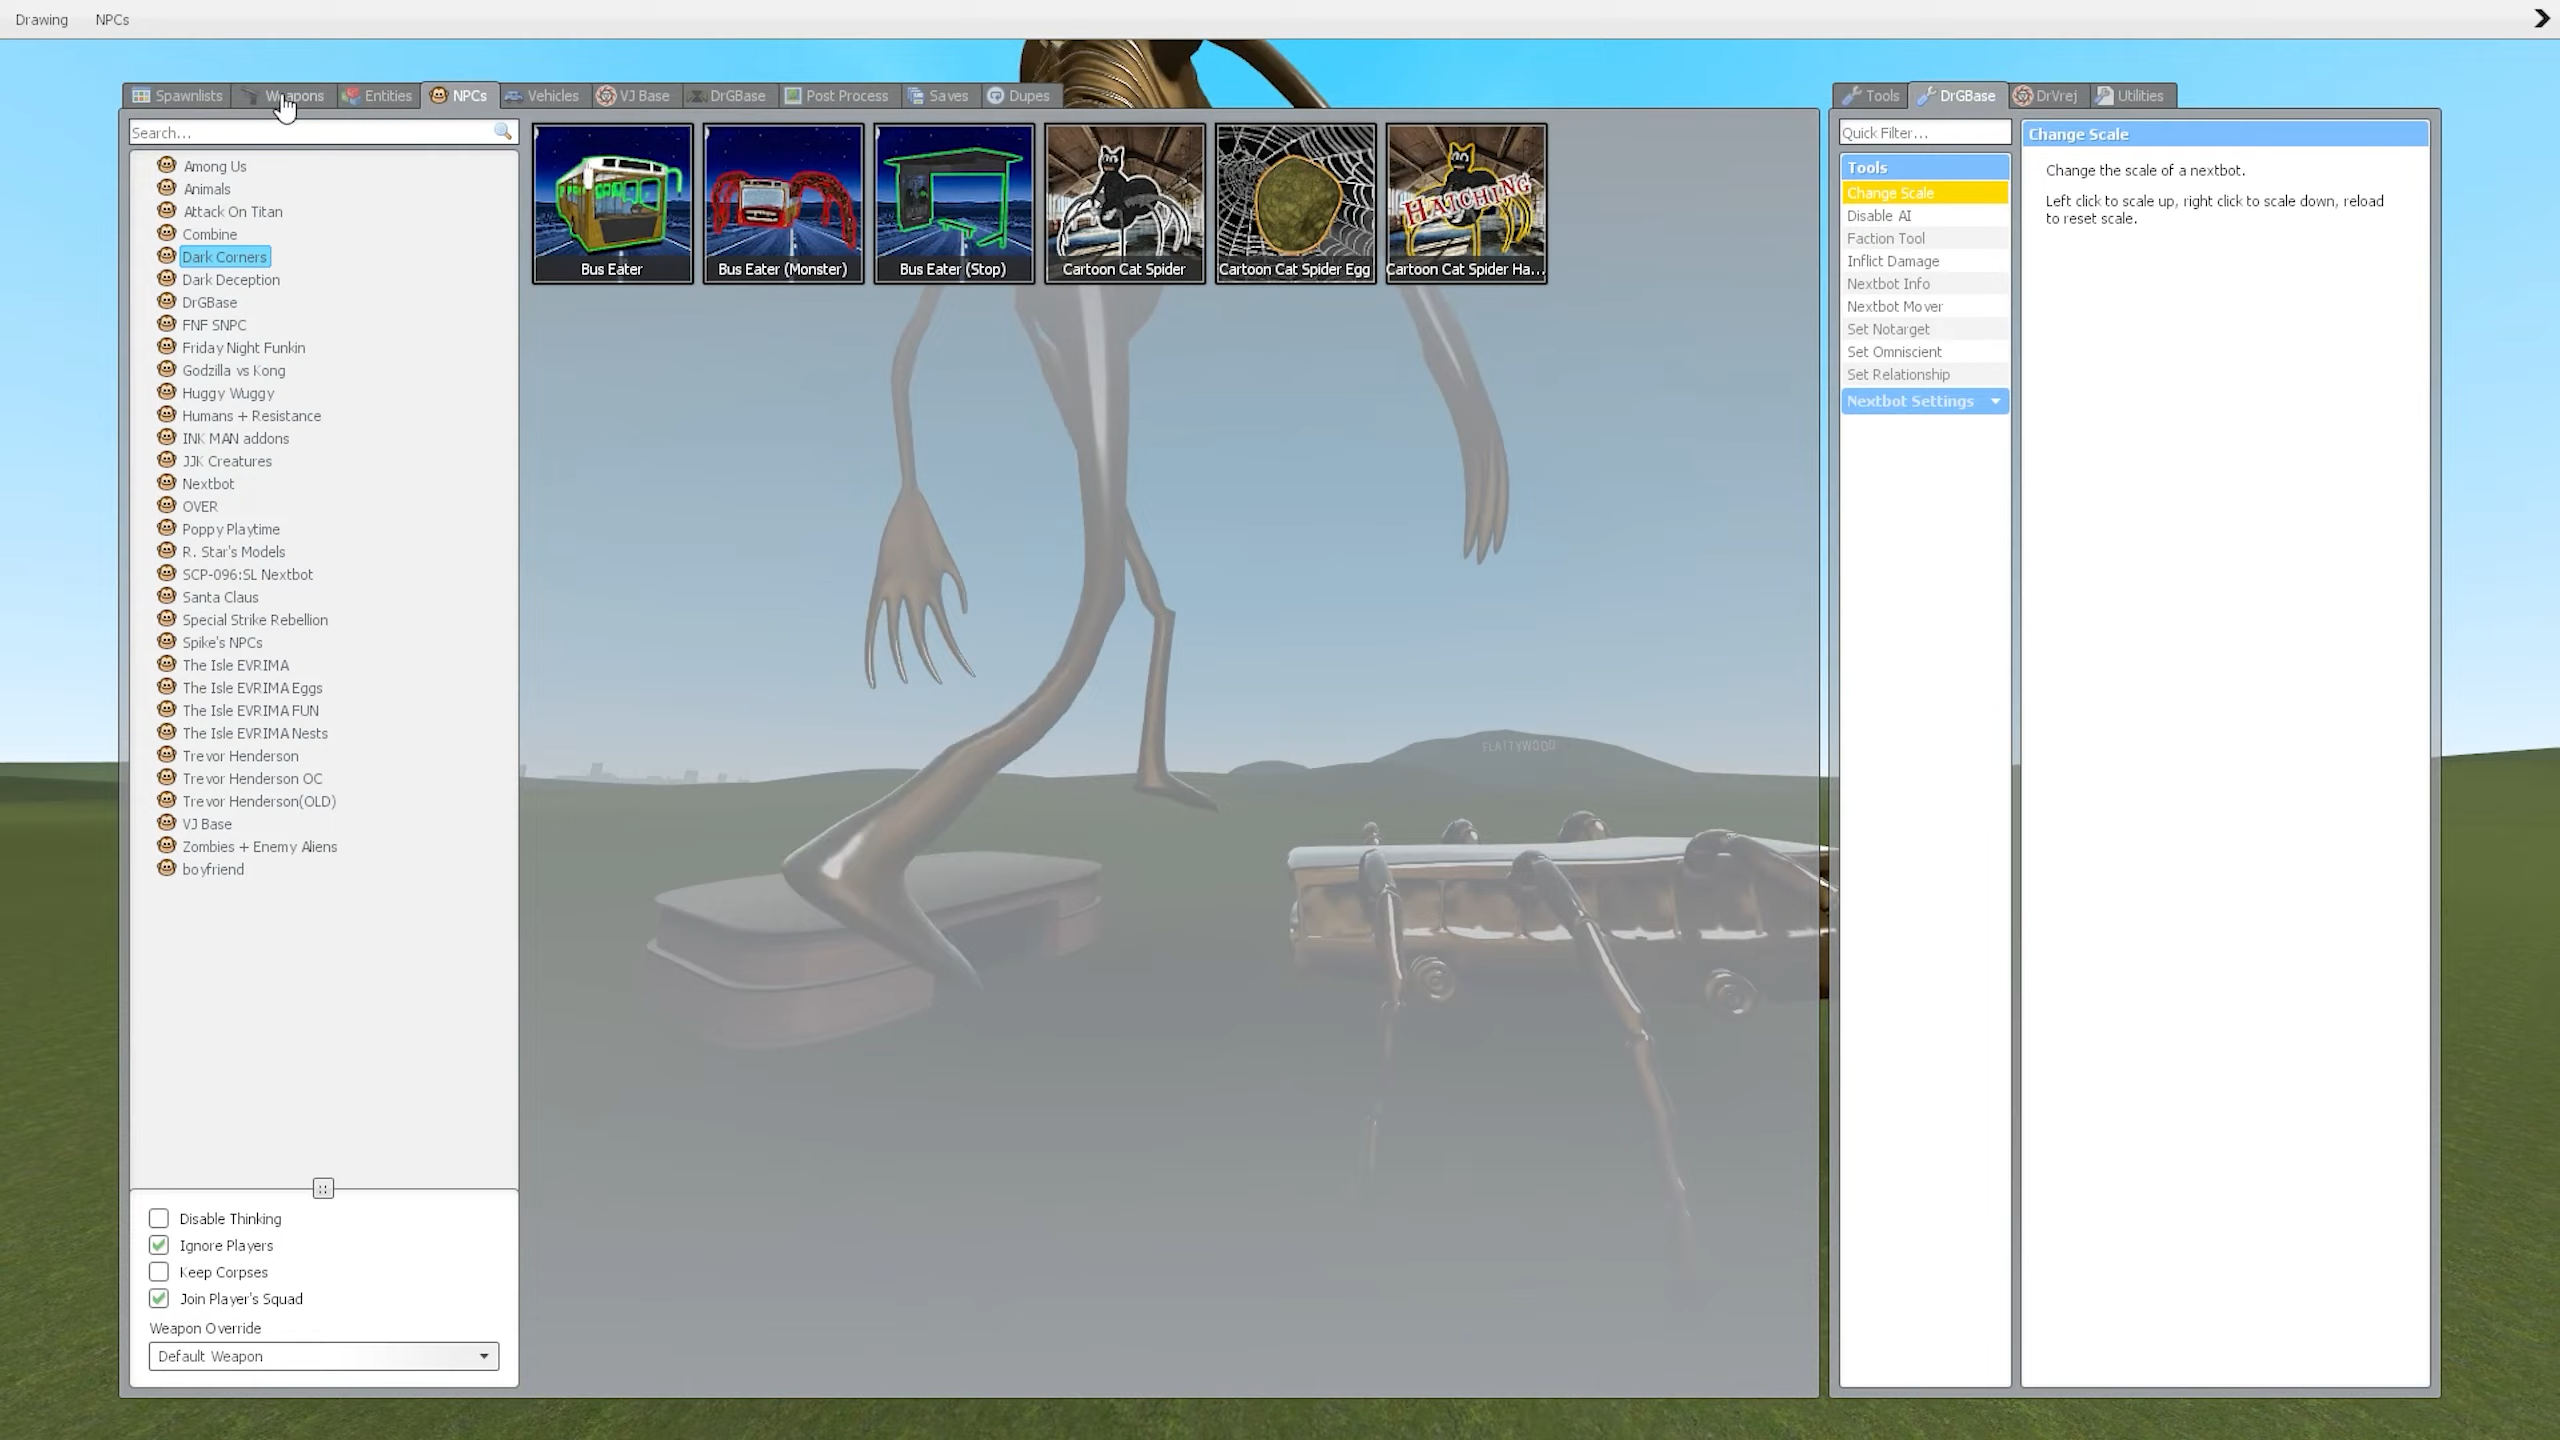 Drawing NPCs
Spawnlists Weapons Entities NPCs Vehicles VJ Base DrGBase Post Process Saves Dupes
Tools DrGBase DrVrej Utilities
Search...
Among Us
Animals
Attack On Titan
Combine
Dark Corners
Dark Deception
DrGBase
FNF SNPC
Friday Night Funkin
Godzilla vs Kong
Huggy Wuggy
Humans + Resistance
INK MAN addons
JJK Creatures
Nextbot
OVER
Poppy Playtime
R. Star's Models
SCP-096:SL Nextbot
Santa Claus
Special Strike Rebellion
Spike's NPCs
The Isle EVRIMA
The Isle EVRIMA Eggs
The Isle EVRIMA FUN
The Isle EVRIMA Nests
Trevor Henderson
Trevor Henderson OC
Trevor Henderson(OLD)
VJ Base
Zombies + Enemy Aliens
boyfriend
Disable Thinking
Ignore Players
Keep Corpses
Join Player's Squad
Weapon Override
Default Weapon
HATCHING
Bus Eater Bus Eater (Monster) Bus Eater (Stop) Cartoon Cat Spider Cartoon Cat Spider Egg Cartoon Cat Spider Ha...
FLATTYWOOD
Quick Filter...
Tools
Change Scale
Disable AI
Faction Tool
Inflict Damage
Nextbot Info
Nextbot Mover
Set Notarget
Set Omniscient
Set Relationship
Nextbot Settings
Change Scale
Change the scale of a nextbot.
Left click to scale up, right click to scale down, reload
to reset scale.